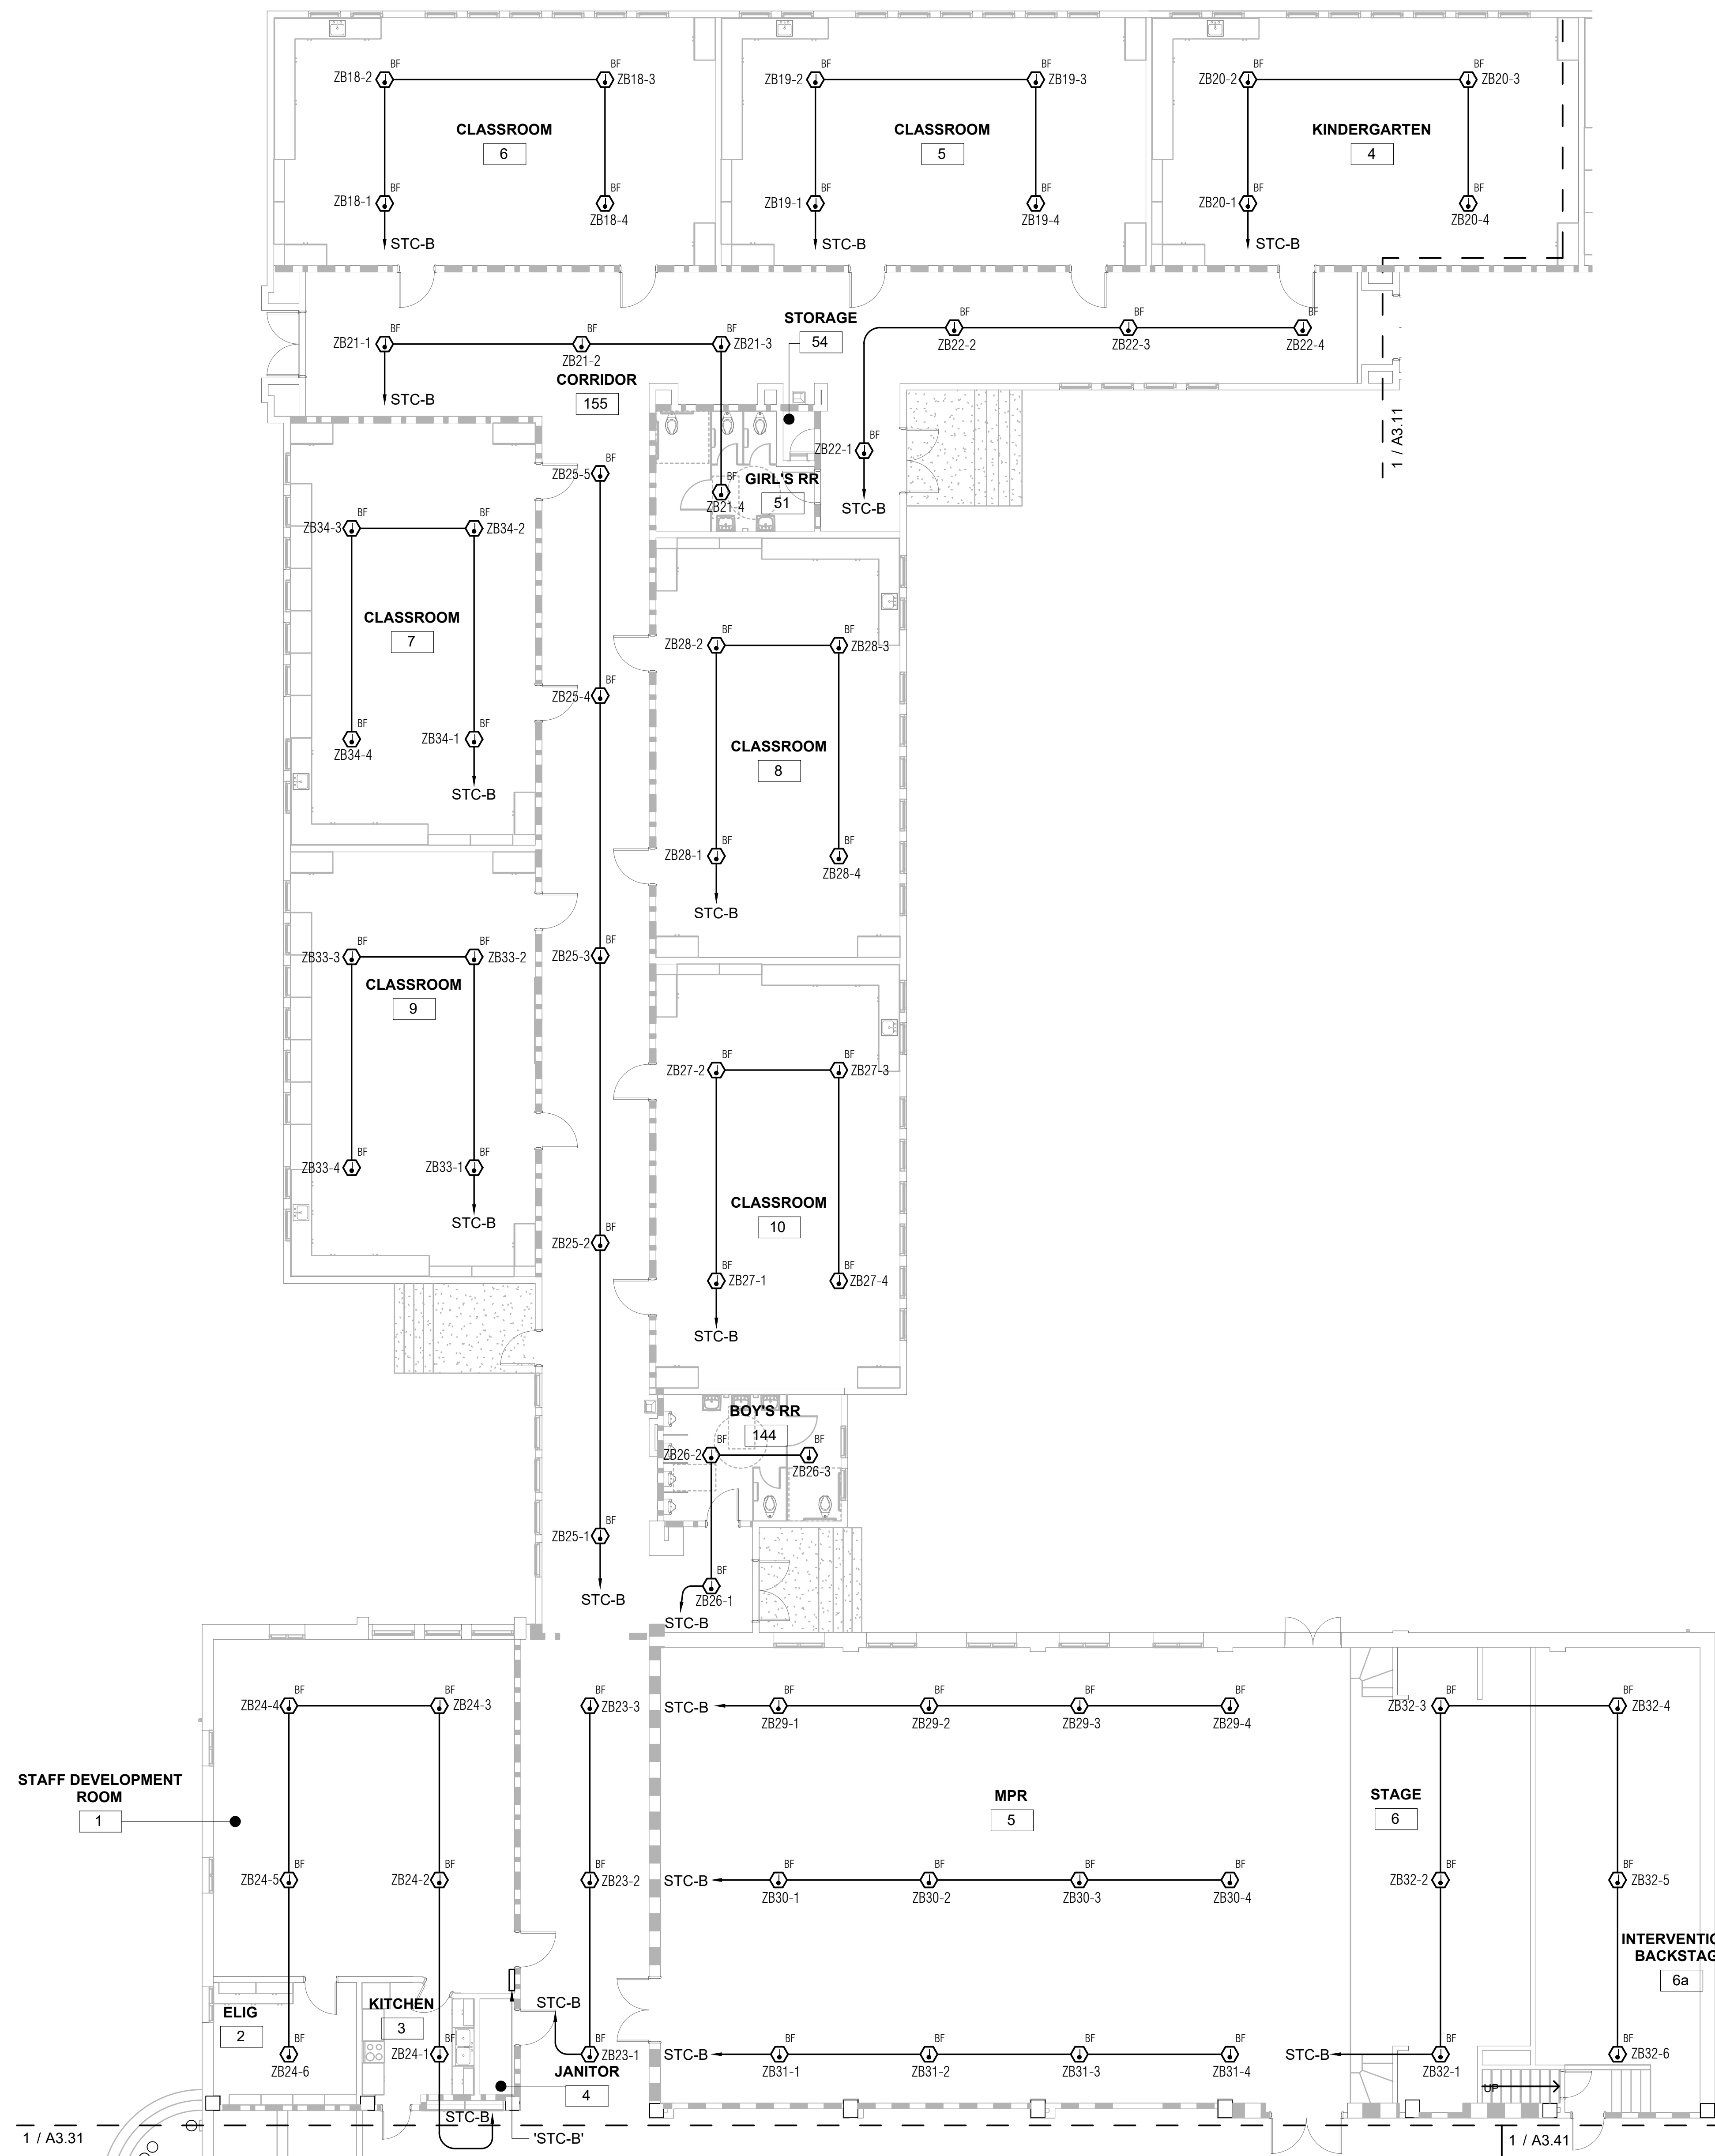 BF
BF
BF
BF
BF
BF
ZB18-2
ZB18-3
ZB19-2
ZB19-3
ZB20-2
ZB20-3
CLASSROOM
6
CLASSROOM
5
KINDERGARTEN
4
BF
BF
BF
BF
BF
BF
ZB18-1
ZB18-4
ZB19-1
ZB19-4
ZB20-1
ZB20-4
STC-B
STC-B
STC-B
STORAGE
54
BF
BF
BF
BF
BF
BF
ZB21-1
ZB21-2
ZB21-3
ZB22-2
ZB22-3
ZB22-4
CORRIDOR
155
STC-B
1 / A3.11
BF
ZB22-1
BF
ZB25-5
GIRL'S RR
51
BF
ZB21-4
STC-B
BF
BF
ZB34-3
ZB34-2
CLASSROOM
7
BF
BF
ZB28-2
ZB28-3
BF
ZB25-4
BF
BF
ZB34-4
ZB34-1
STC-B
CLASSROOM
8
BF
BF
ZB28-1
ZB28-4
STC-B
BF
BF
BF
ZB33-3
ZB33-2
ZB25-3
CLASSROOM
9
BF
BF
ZB27-2
ZB27-3
BF
BF
ZB33-4
ZB33-1
STC-B
CLASSROOM
10
BF
ZB25-2
BF
BF
ZB27-1
ZB27-4
STC-B
BOY'S RR
144
BF
BF
ZB26-2
ZB26-3
BF
ZB25-1
STC-B
BF
ZB26-1
STC-B
BF
BF
BF
BF
BF
BF
BF
BF
BF
ZB24-4
ZB24-3
ZB23-3
STC-B
ZB29-1
ZB29-2
ZB29-3
ZB29-4
ZB32-3
ZB32-4
STAFF DEVELOPMENT
ROOM
1
MPR
5
STAGE
6
BF
BF
BF
BF
BF
BF
BF
BF
BF
ZB24-5
ZB24-2
ZB23-2
STC-B
ZB30-1
ZB30-2
ZB30-3
ZB30-4
ZB32-2
ZB32-5
BACKSTAG
6a
ELIG
2
KITCHEN
3
STC-B
BF
BF
BF
BF
BF
BF
BF
BF
BF
ZB24-6
ZB24-1
ZB23-1
STC-B
ZB31-1
ZB31-2
ZB31-3
ZB31-4
STC-B
ZB32-1
ZB32-6
JANITOR
4
UP
STC-B
'STC-B'
1 / A3.31
1 / A3.41